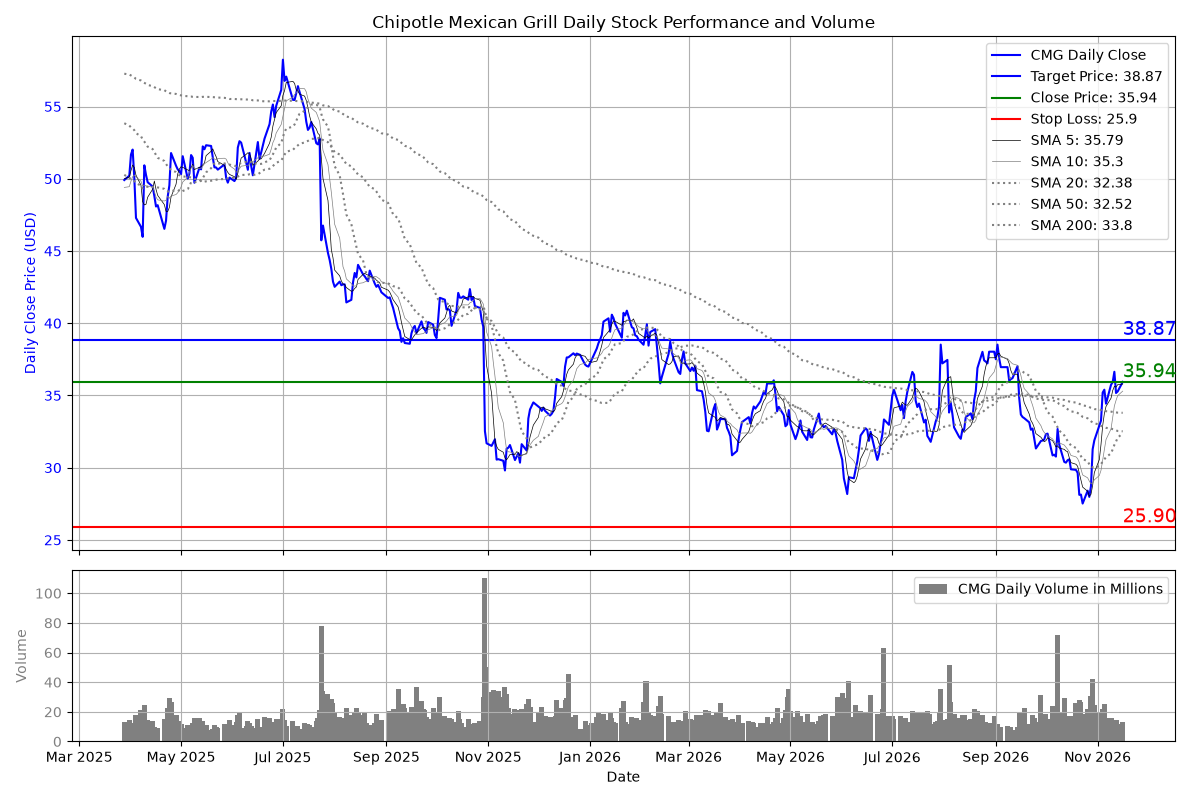 Chipotle Mexican Grill Daily Stock Performance and Volume
CMG Daily Close
Target Price: 38.87
Close Price: 35.94
Stop Loss: 25.9
SMA 5: 35.79
SMA 10: 35.3
SMA 20: 32.38
SMA 50: 32.52
SMA 200: 33.8
Daily Close Price (USD)
55
50
45
40
35
30
25
38.87
35.94
25.90
CMG Daily Volume in Millions
Volume
100
80
60
40
20
0
Mar 2025 May 2025 Jul 2025 Sep 2025 Nov 2025 Jan 2026 Mar 2026 May 2026 Jul 2026 Sep 2026 Nov 2026
Date